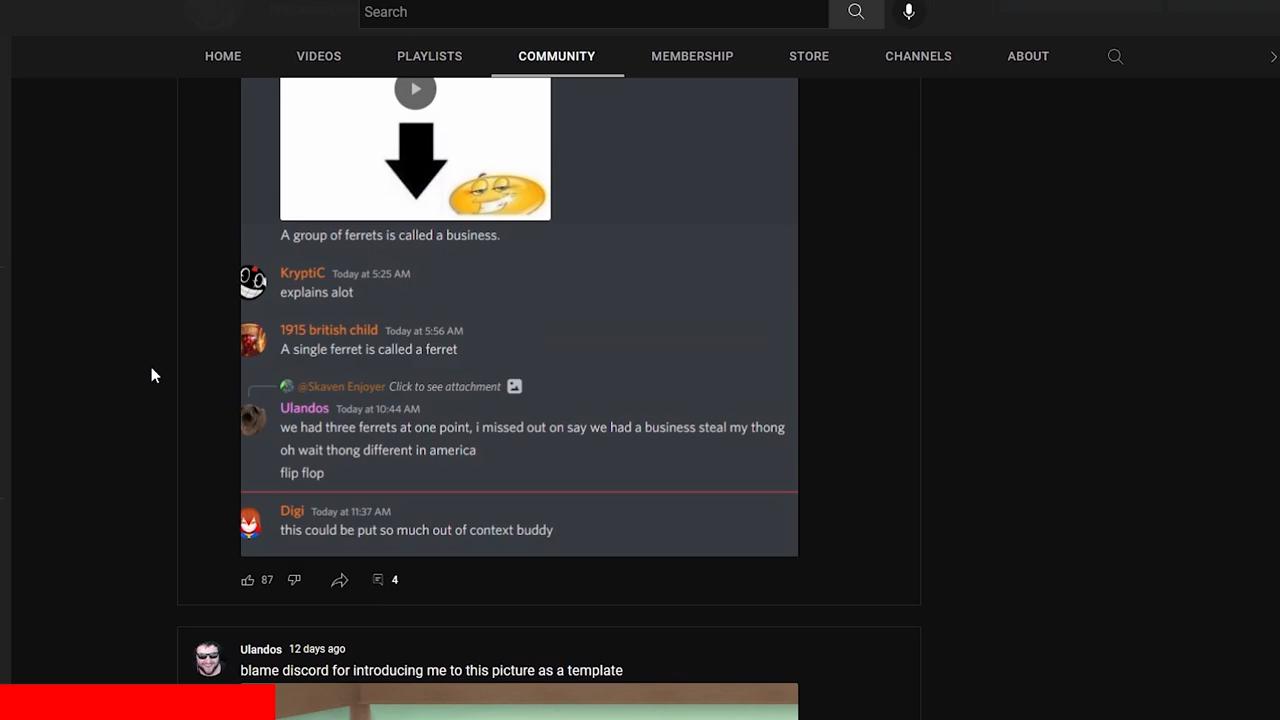 Search
HOME VIDEOS PLAYLISTS COMMUNITY MEMBERSHIP STORE CHANNELS ABOUT
A group of ferrets is called a business.
KryptiC Today at 5:25 AM
explains alot
1915 british child Today at 5:56 AM
A single ferret is called a ferret
@Skaven Enjoyer Click to see attachment
Ulandos Today at 10:44 AM
we had three ferrets at one point, i missed out on say we had a business steal my thong
oh wait thong different in america
flip flop
Digi Today at 11:37 AM
this could be put so much out of context buddy
87 4
Ulandos 12 days ago
blame discord for introducing me to this picture as a template